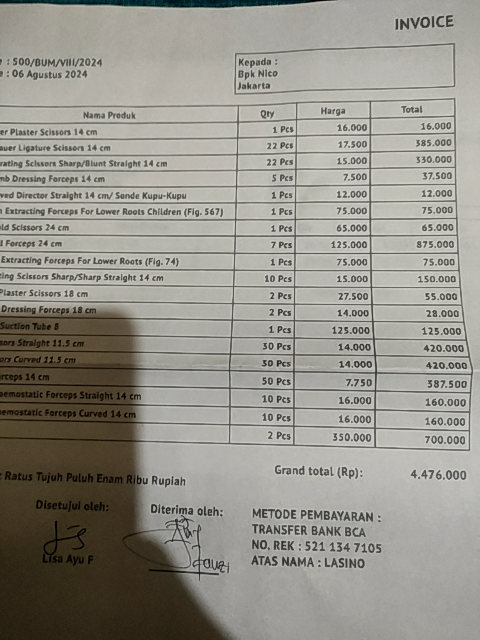 INVOICE
: 500/BUM/VIII/2024
: 06 Agustus 2024
Kepada :
Bpk Nico
Jakarta
Nama Produk Qty Harga Total
er Plaster Scissors 14 cm 1 Pcs 16.000 16.000
auer Ligature Scissors 14 cm 22 Pcs 17.500 385.000
rating Scissors Sharp/Blunt Straight 14 cm 22 Pcs 15.000 330.000
mb Dressing Forceps 14 cm 5 Pcs 7.500 37.500
ved Director Straight 14 cm/ Sonde Kupu-Kupu 1 Pcs 12.000 12.000
Extracting Forceps For Lower Roots Children (Fig. 567) 1 Pcs 75.000 75.000
ld Scissors 24 cm 1 Pcs 65.000 65.000
l Forceps 24 cm 7 Pcs 125.000 875.000
Extracting Forceps For Lower Roots (Fig. 74) 1 Pcs 75.000 75.000
ting Scissors Sharp/Sharp Straight 14 cm 10 Pcs 15.000 150.000
Plaster Scissors 18 cm 2 Pcs 27.500 55.000
Dressing Forceps 18 cm 2 Pcs 14.000 28.000
Suction Tube 8 1 Pcs 125.000 125.000
sors Straight 11.5 cm 30 Pcs 14.000 420.000
ors Curved 11.5 cm 30 Pcs 14.000 420.000
rceps 14 cm 50 Pcs 7.750 387.500
aemostatic Forceps Straight 14 cm 10 Pcs 16.000 160.000
aemostatic Forceps Curved 14 cm 10 Pcs 16.000 160.000
2 Pcs 350.000 700.000
Grand total (Rp): 4.476.000
Ratus Tujuh Puluh Enam Ribu Rupiah
Disetujui oleh: Diterima oleh:
Lisa Ayu F
METODE PEMBAYARAN :
TRANSFER BANK BCA
NO. REK : 521 134 7105
ATAS NAMA : LASINO